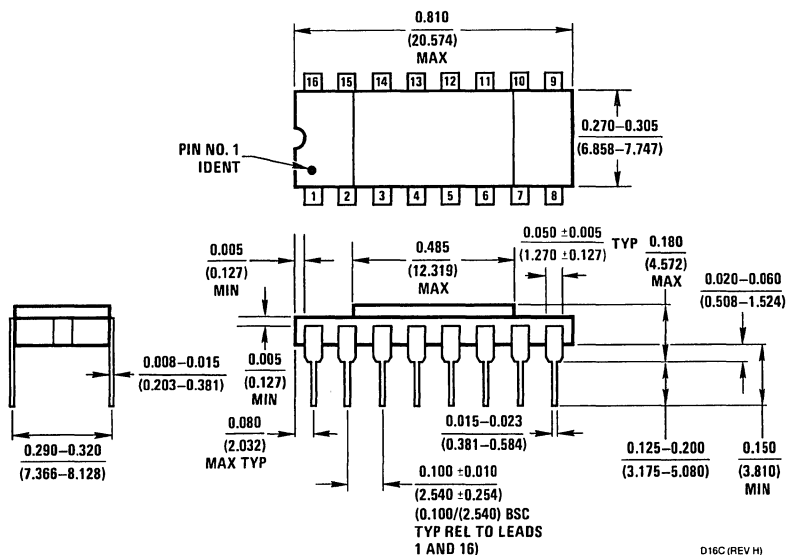 0.810
(20.574)
MAX
16 15 14 13 12 11 10 9
0.270–0.305
(6.858–7.747)
PIN NO. 1
IDENT
1 2 3 4 5 6 7 8
0.005
(0.127)
MIN
0.485
(12.319)
MAX
0.050 ±0.005
(1.270 ±0.127)
TYP
0.180
(4.572)
MAX
0.020–0.060
(0.508–1.524)
0.008–0.015
(0.203–0.381)
0.005
(0.127)
MIN
0.290–0.320
(7.366–8.128)
0.080
(2.032)
MAX TYP
0.015–0.023
(0.381–0.584)
0.100 ±0.010
(2.540 ±0.254)
(0.100/(2.540) BSC
TYP REL TO LEADS
1 AND 16)
0.125–0.200
(3.175–5.080)
0.150
(3.810)
MIN
D16C (REV H)